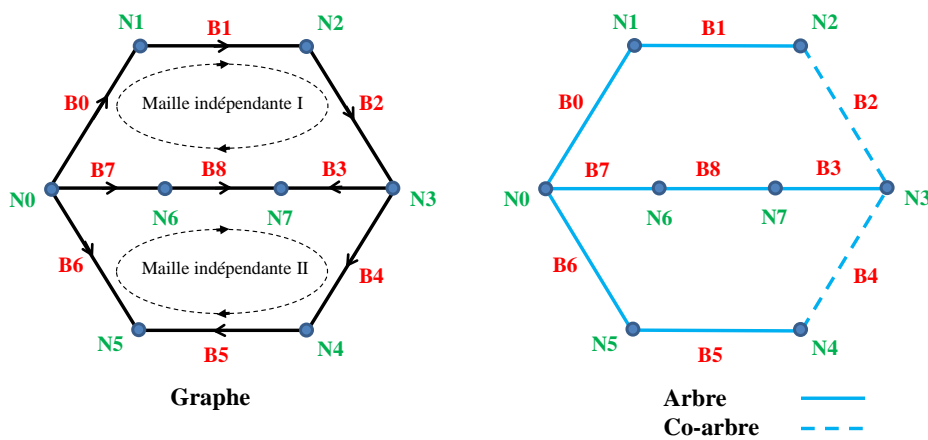 N1 B1 N2
B0 Maille indépendante I B2
B7 B8 B3
N0 N6 N7 N3
B6 Maille indépendante II B4
N5 B5 N4
Graphe
N1 B1 N2
B0 B2
B7 B8 B3
N0 N6 N7 N3
B6 B4
N5 B5 N4
Arbre
Co-arbre